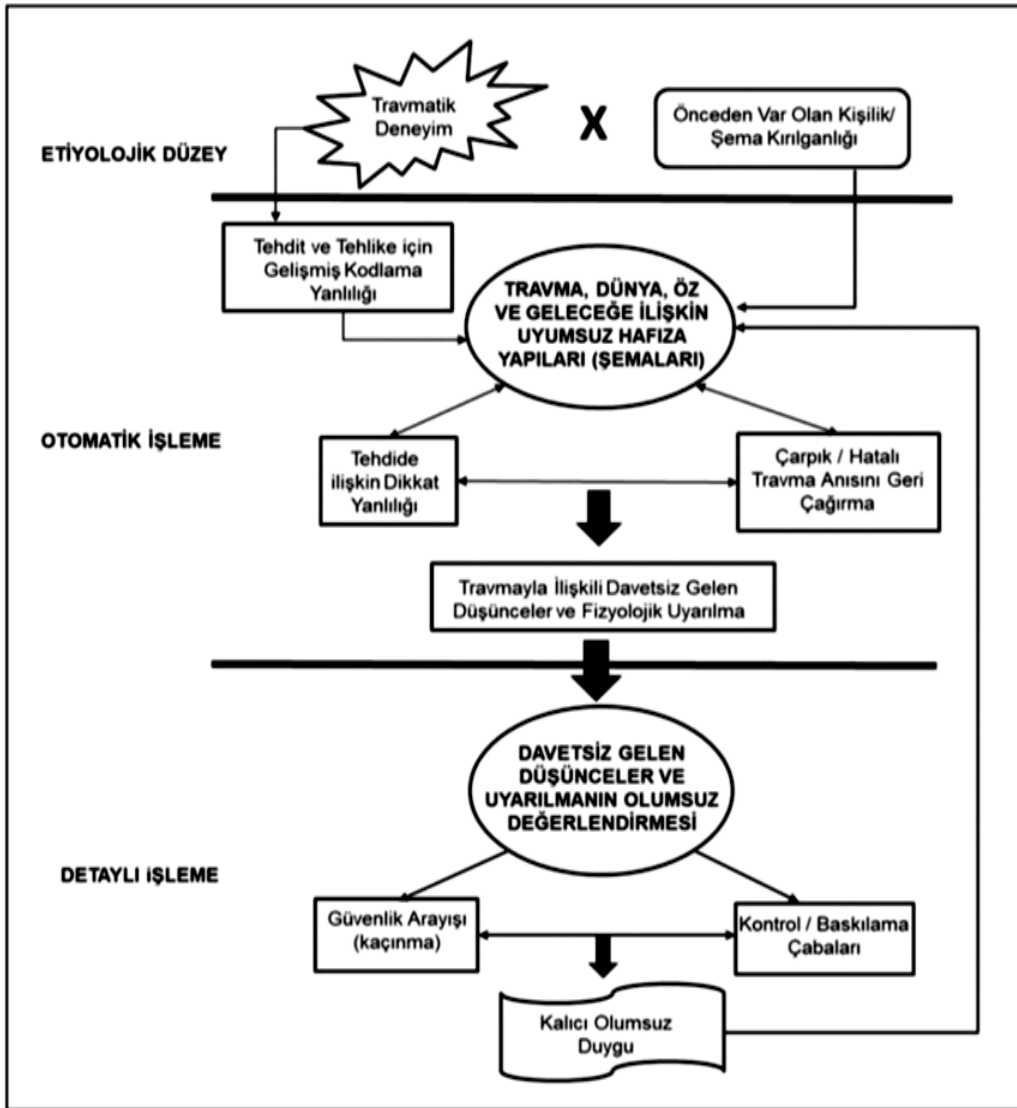 Travmatik
Deneyim
X
Önceden Var Olan Kişilik/
Şema Kırılganlığı
ETİYOLOJİK DÜZEY
Tehdit ve Tehlike için
Gelişmiş Kodlama
Yanlılığı
TRAVMA, DÜNYA, ÖZ
VE GELECEĞE İLİŞKİN
UYUMSUZ HAFIZA
YAPILARI (ŞEMALARI)
OTOMATİK İŞLEME
Tehdide
ilişkin Dikkat
Yanlılığı
Çarpık / Hatalı
Travma Anısını Geri
Çağırma
Travmayla İlişkili Davetsiz Gelen
Düşünceler ve Fizyolojik Uyarılma
DAVETSİZ GELEN
DÜŞÜNCELER VE
UYARILMANIN OLUMSUZ
DEĞERLENDİRMESİ
DETAYLI İŞLEME
Güvenlik Arayışı
(kaçınma)
Kontrol / Baskılama
Çabaları
Kalıcı Olumsuz
Duygu